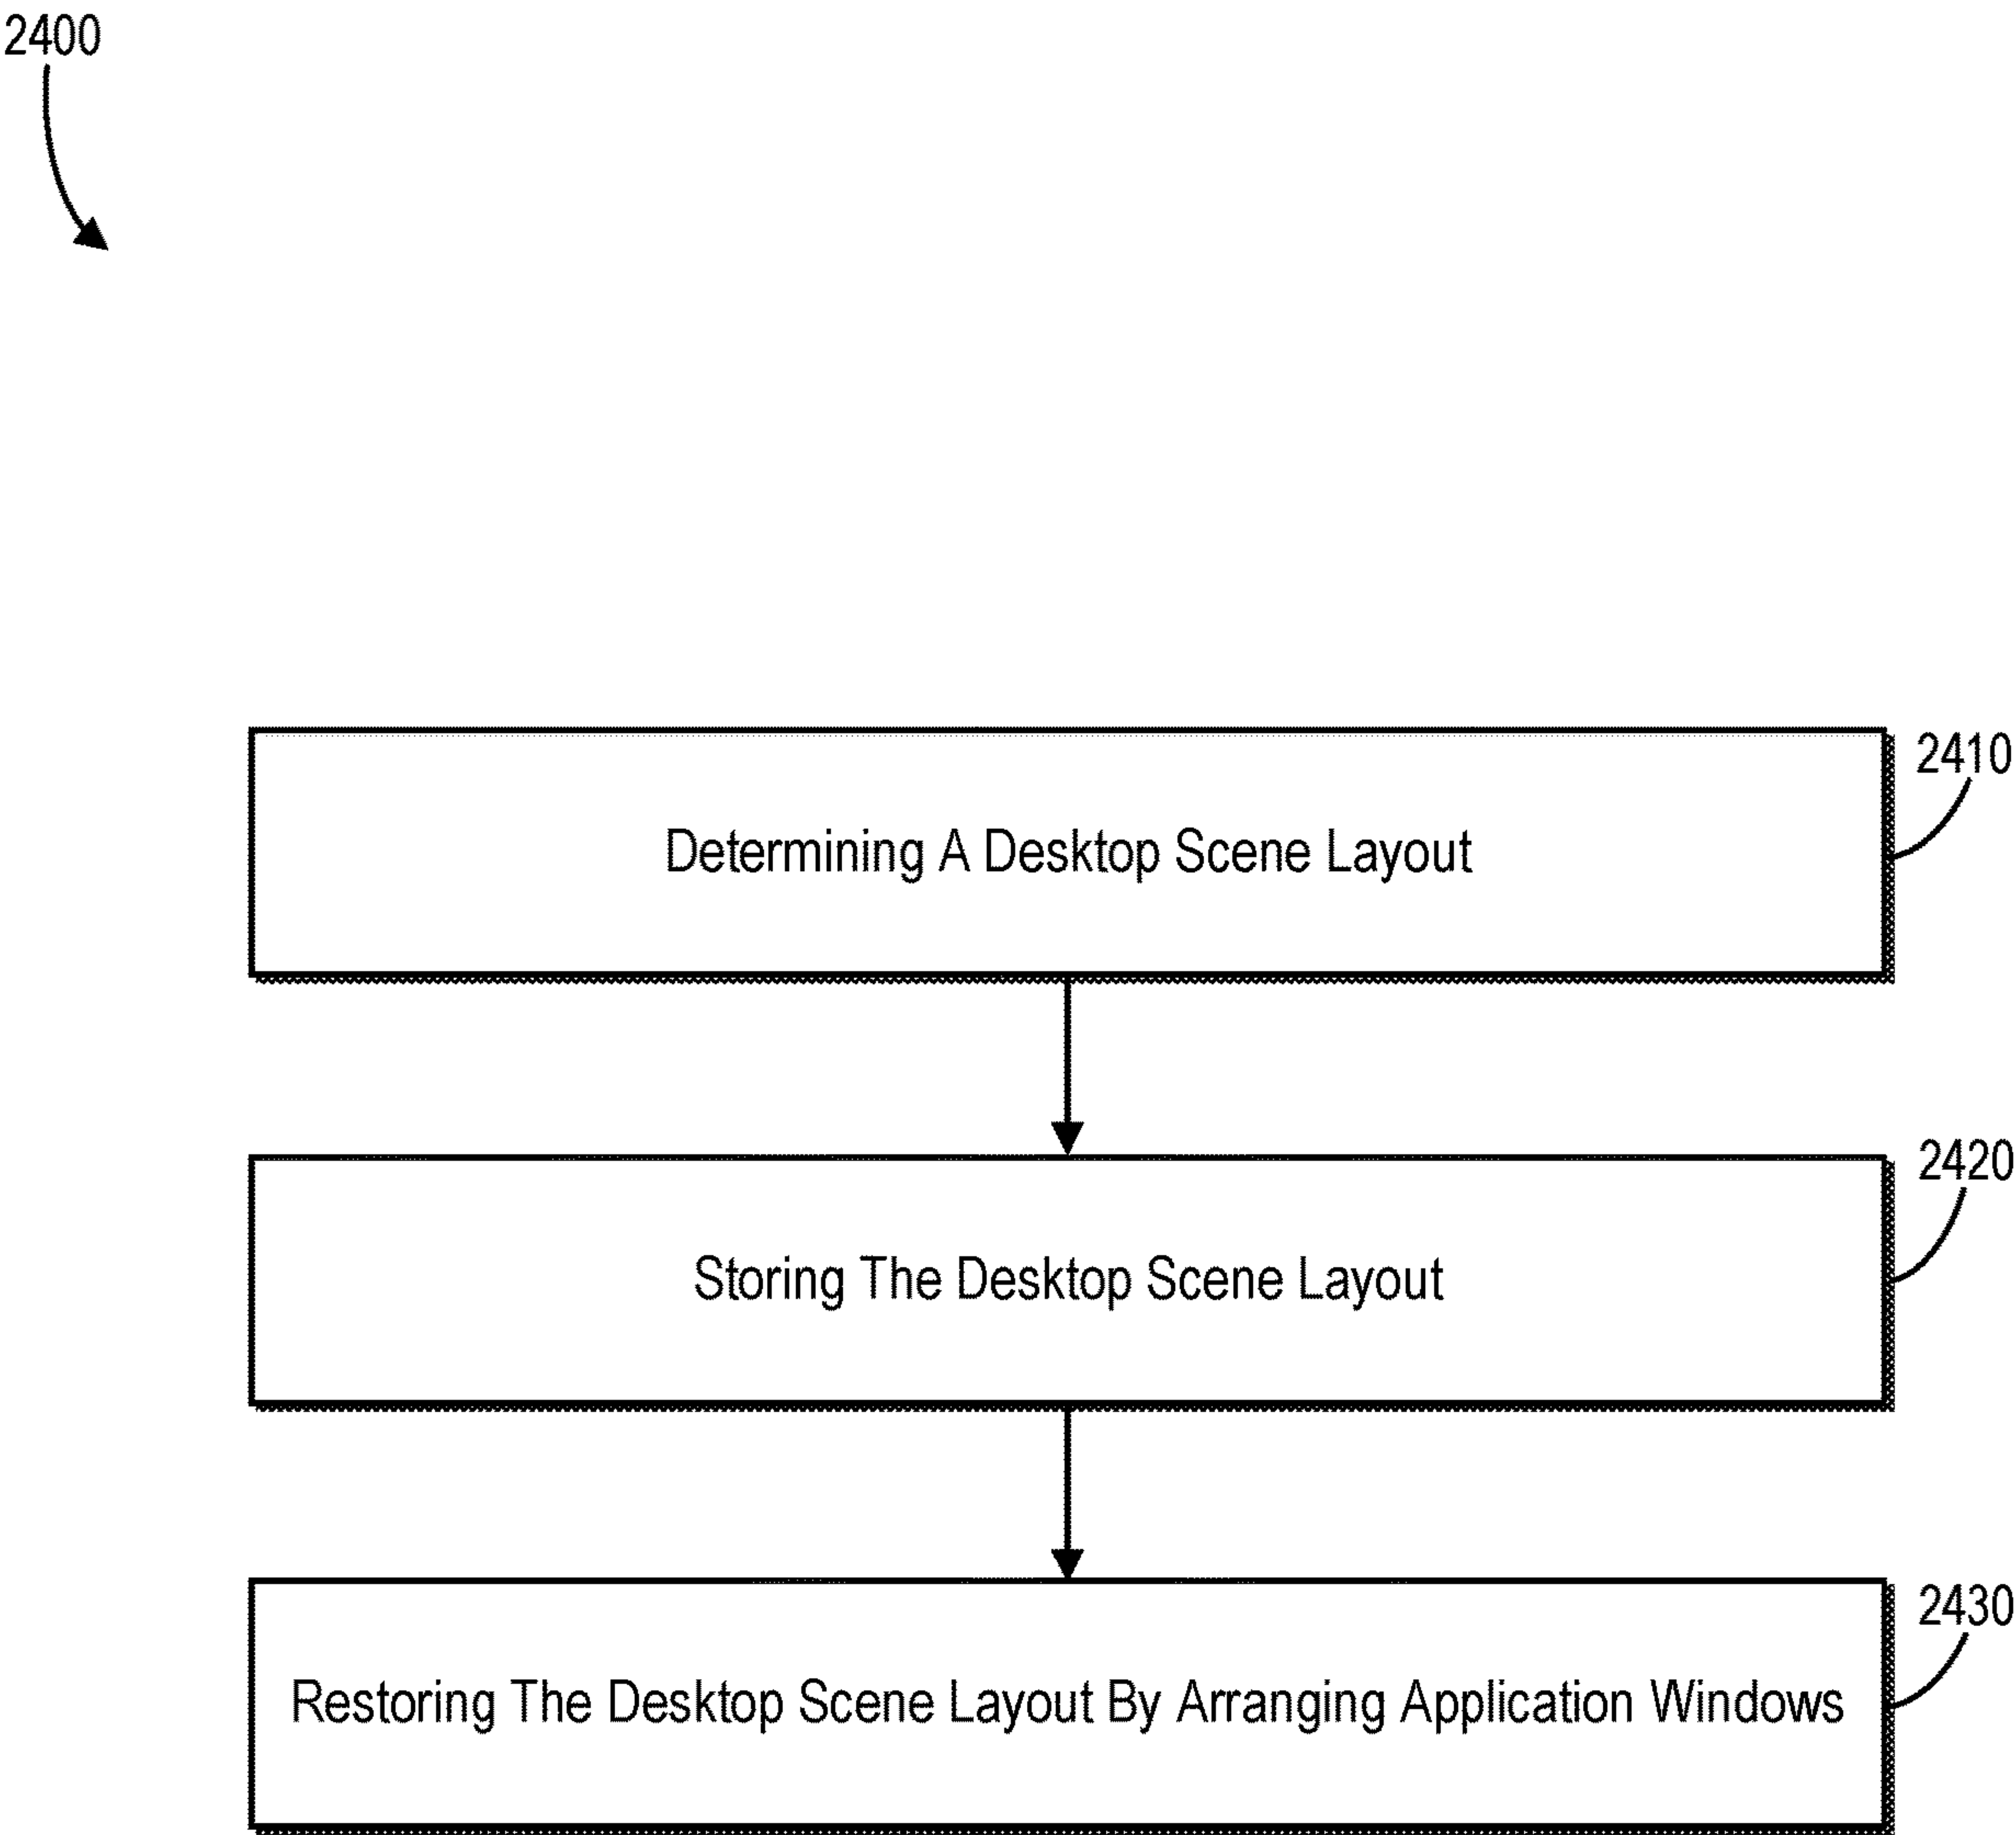 2400
2410
Determining A Desktop Scene Layout
2420
Storing The Desktop Scene Layout
2430
Restoring The Desktop Scene Layout By Arranging Application Windows